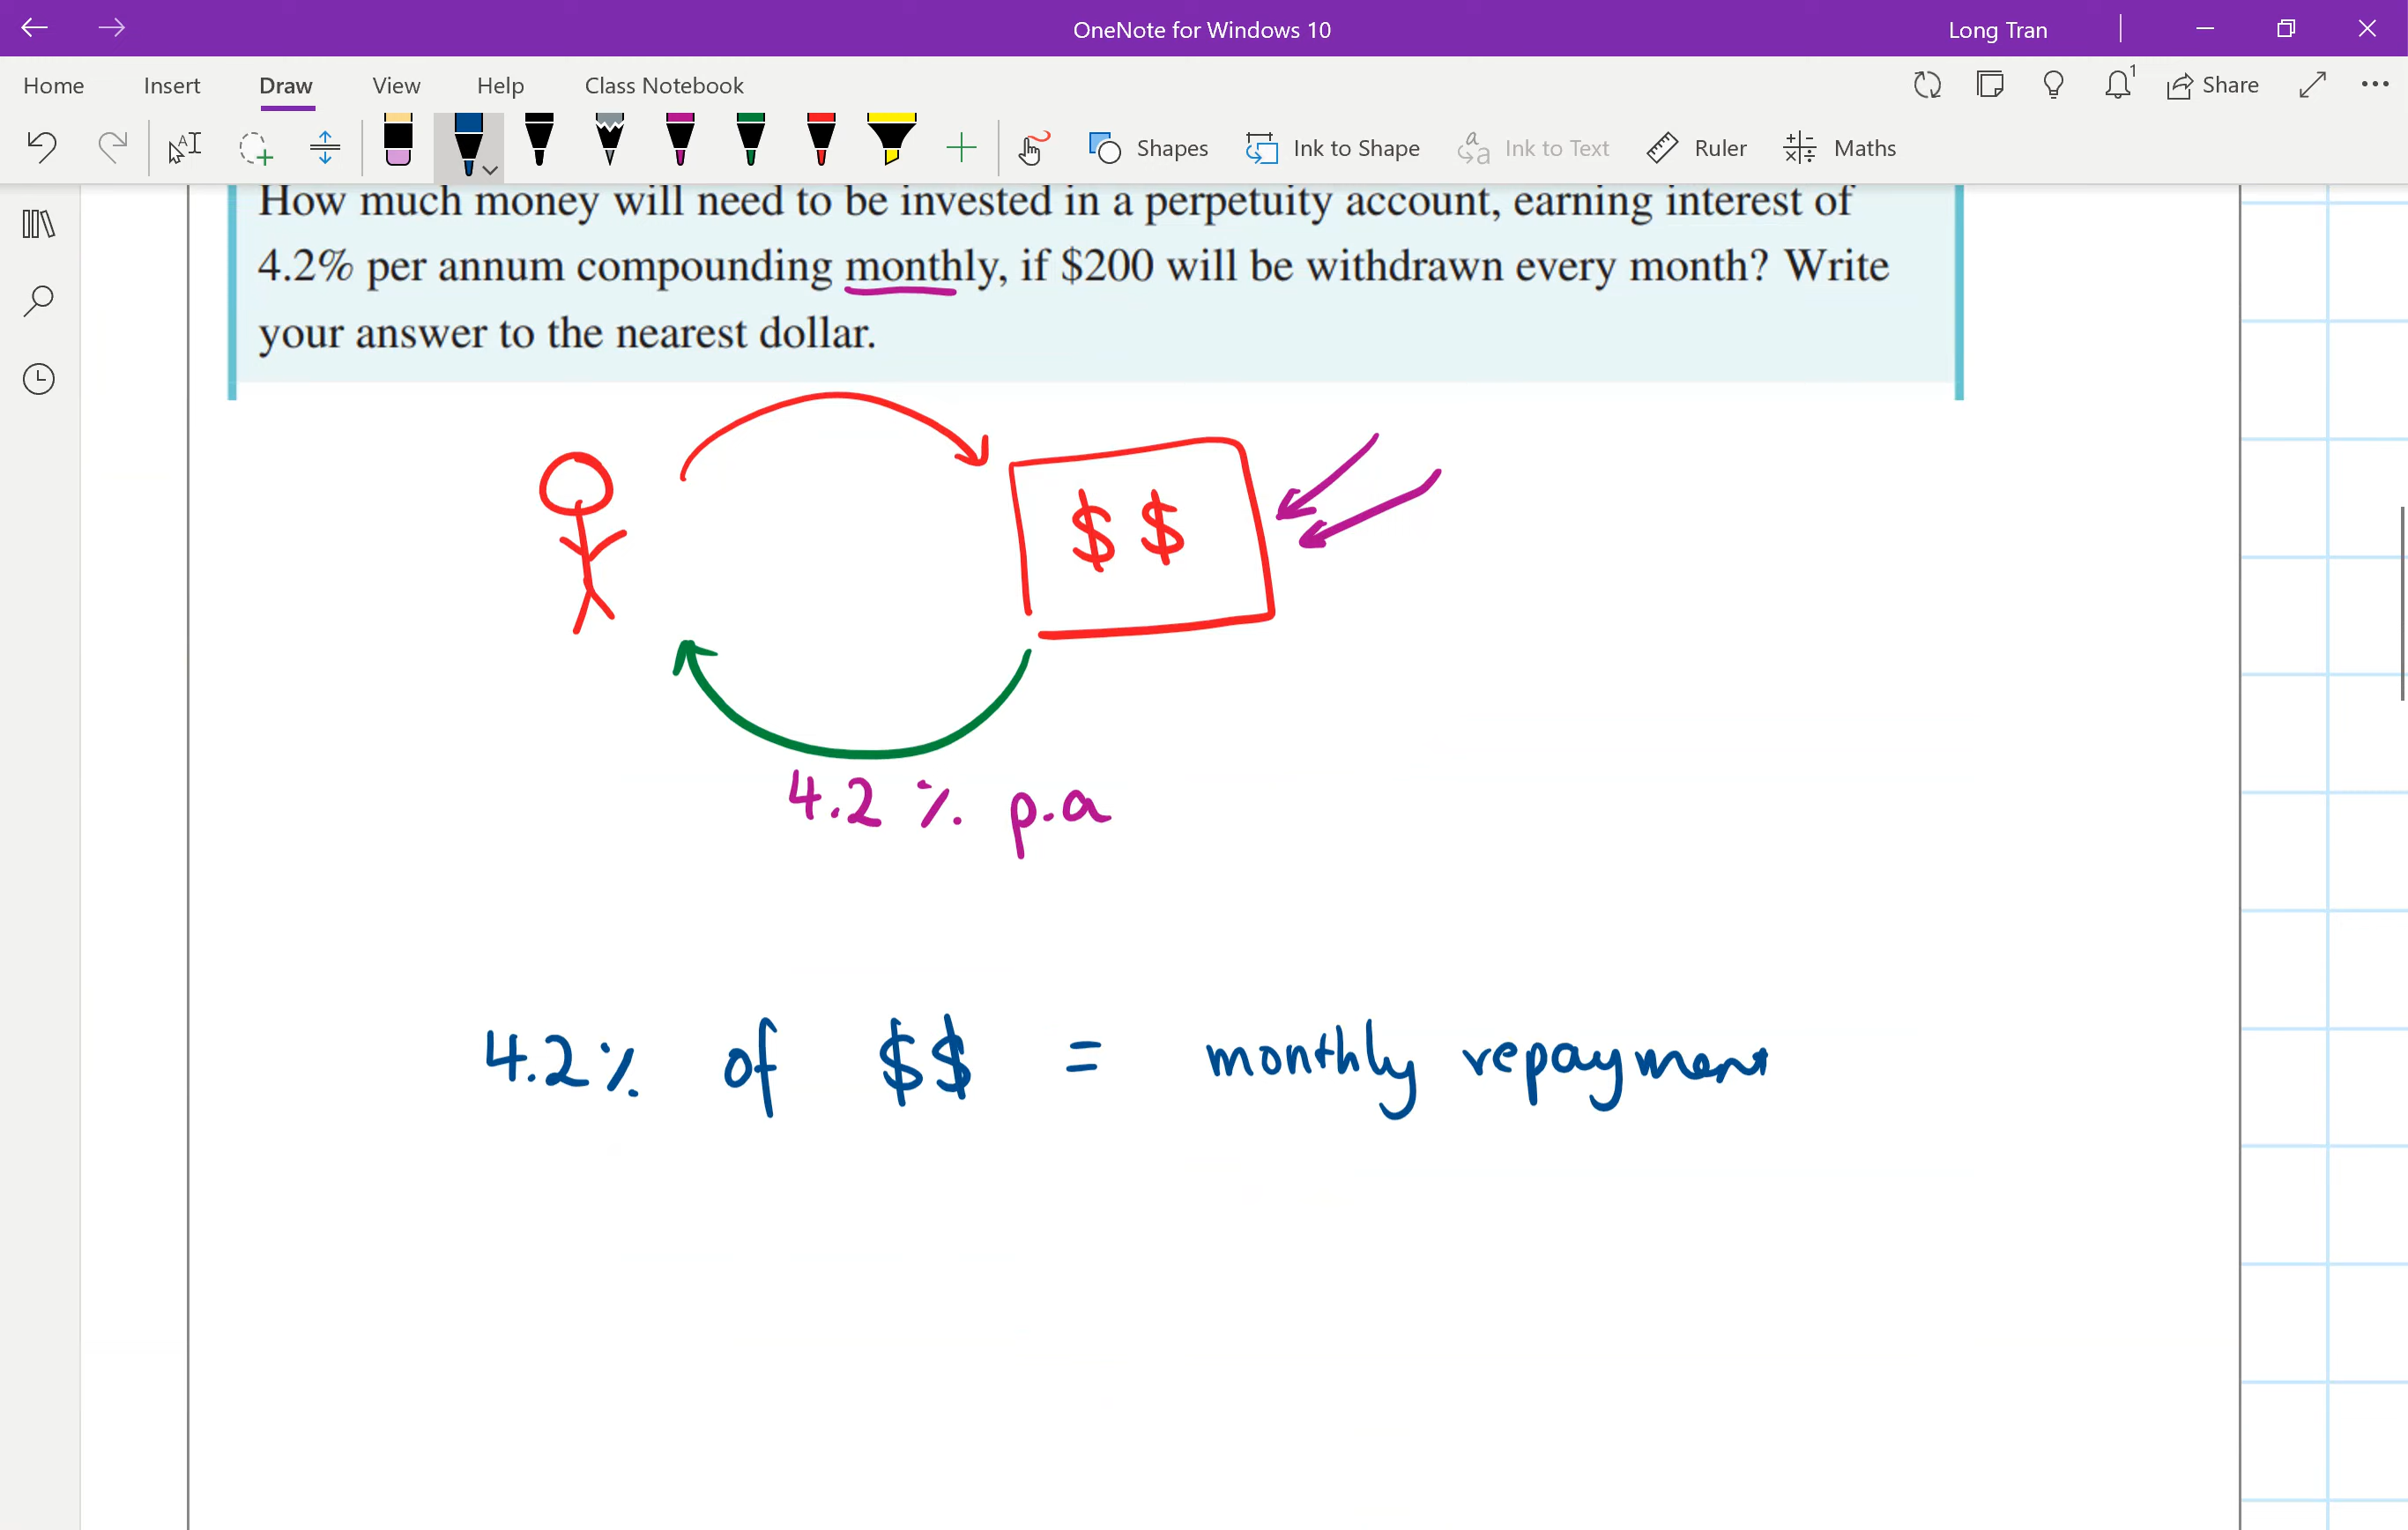 OneNote for Windows 10
Long Tran
Home Insert Draw View Help Class Notebook
1
Share
Shapes
Ink to Shape
Ink to Text
Ruler
Maths
How much money will need to be invested in a perpetuity account, earning interest of
4.2% per annum compounding monthly, if $200 will be withdrawn every month? Write
your answer to the nearest dollar.
$ $
4.2 % p.a
4.2% of $$ = monthly repayment